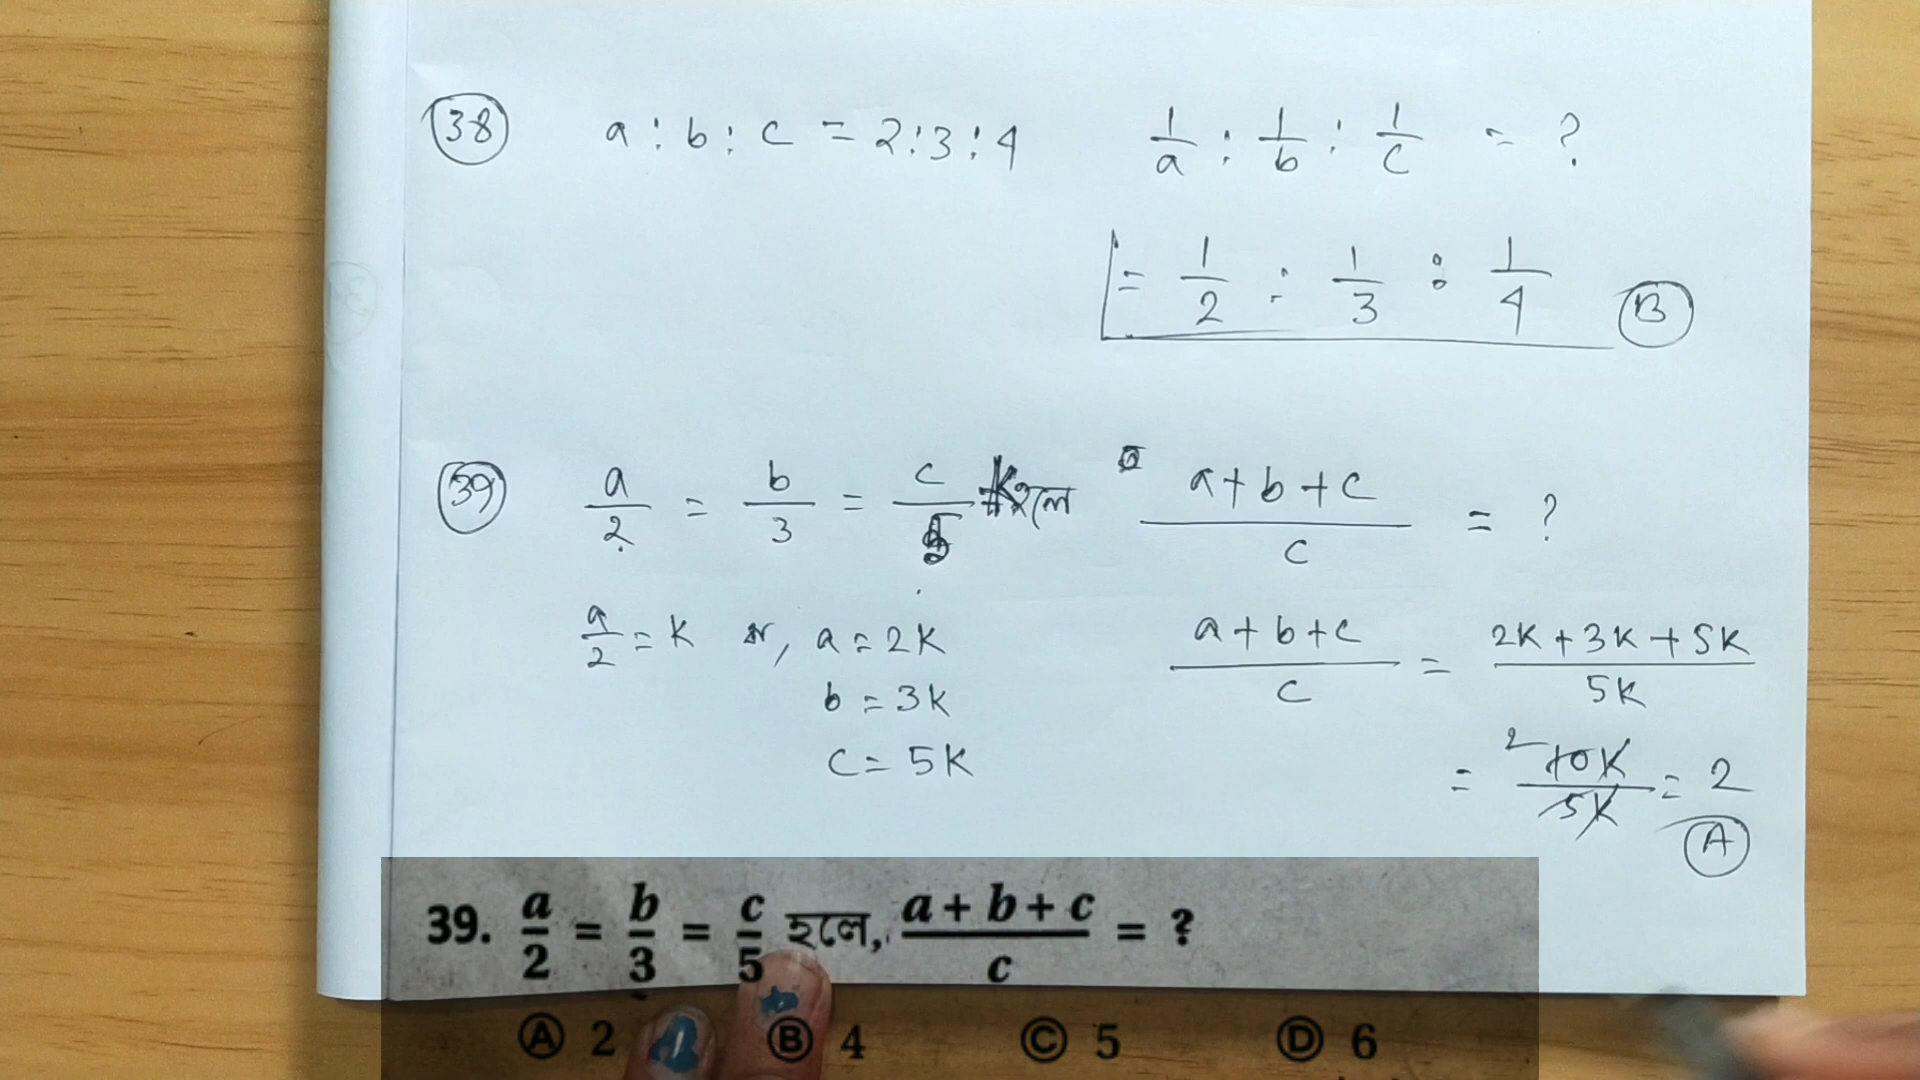 38 a : b : c = 2 : 3 : 4 1/a : 1/b : 1/c = ?
= 1/2 : 1/3 : 1/4 B
39 a/2 = b/3 = c/5 হলে a+b+c/c = ?
a/2 = K or, a = 2K a+b+c/c = 2K+3K+5K/5K
b = 3K
c = 5K = 2 10K/5K = 2
A
39. a/2 = b/3 = c/5 হলে, a + b + c/c = ?
A 2 B 4 C 5 D 6